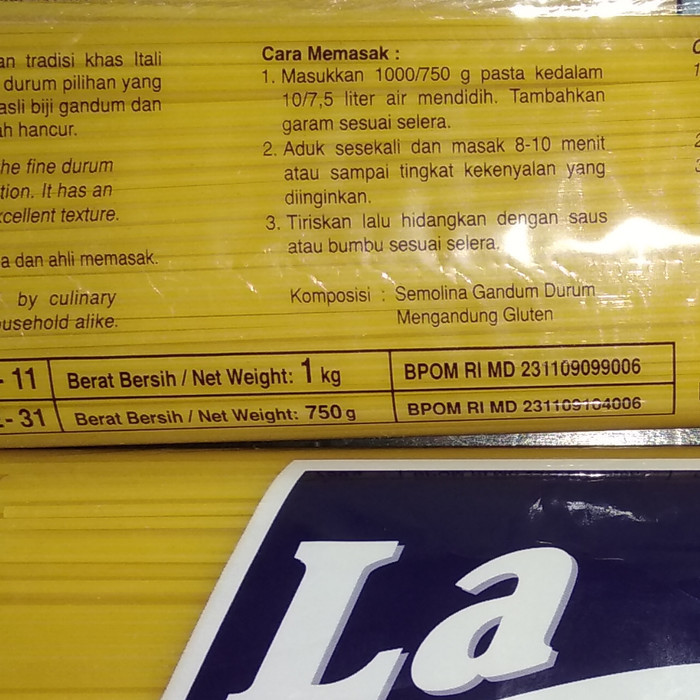 an tradisi khas Itali
durum pilihan yang
asli biji gandum dan
ah hancur.
he fine durum
tion. It has an
xcellent texture.
a dan ahli memasak.
by culinary
usehold alike.
Cara Memasak :
1. Masukkan 1000/750 g pasta kedalam
10/7,5 liter air mendidih. Tambahkan
garam sesuai selera.
2. Aduk sesekali dan masak 8-10 menit
atau sampai tingkat kekenyalan yang
diinginkan.
3. Tiriskan lalu hidangkan dengan saus
atau bumbu sesuai selera.
Komposisi : Semolina Gandum Durum
Mengandung Gluten
- 11 Berat Bersih / Net Weight: 1 kg BPOM RI MD 231109099006
.- 31 Berat Bersih / Net Weight: 750 g BPOM RI MD 231109104006
La